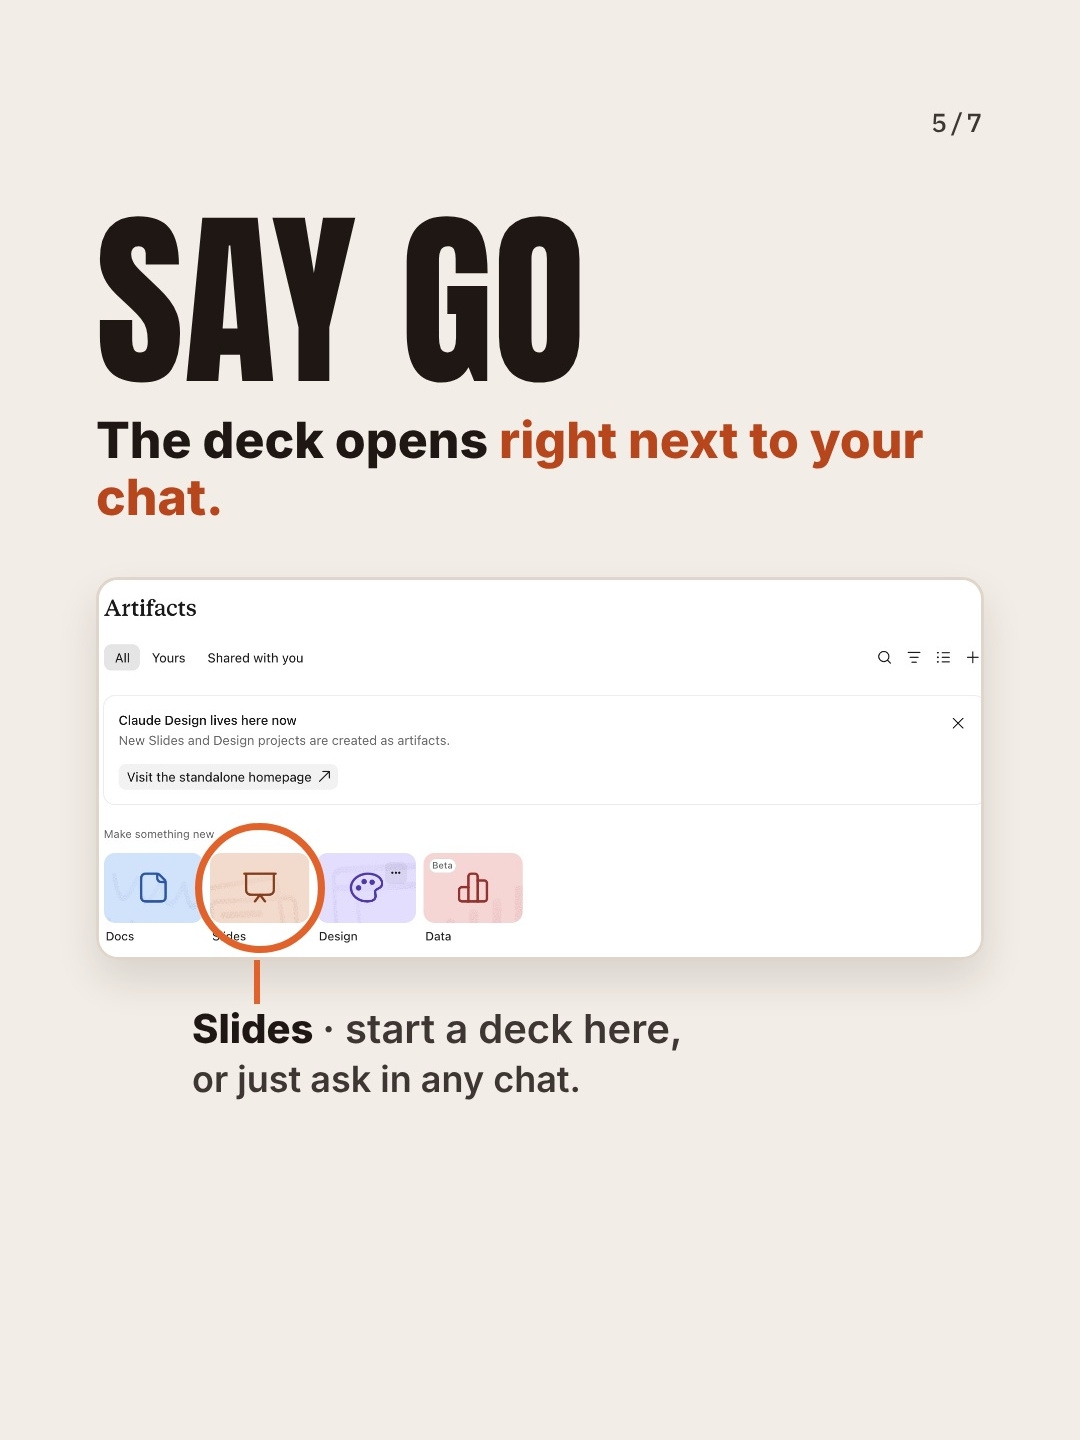 5/7
SAY GO
The deck opens right next to your
chat.
Artifacts
All Yours Shared with you
Claude Design lives here now
New Slides and Design projects are created as artifacts.
Visit the standalone homepage
Make something new
Beta
Docs Slides Design Data
Slides · start a deck here,
or just ask in any chat.